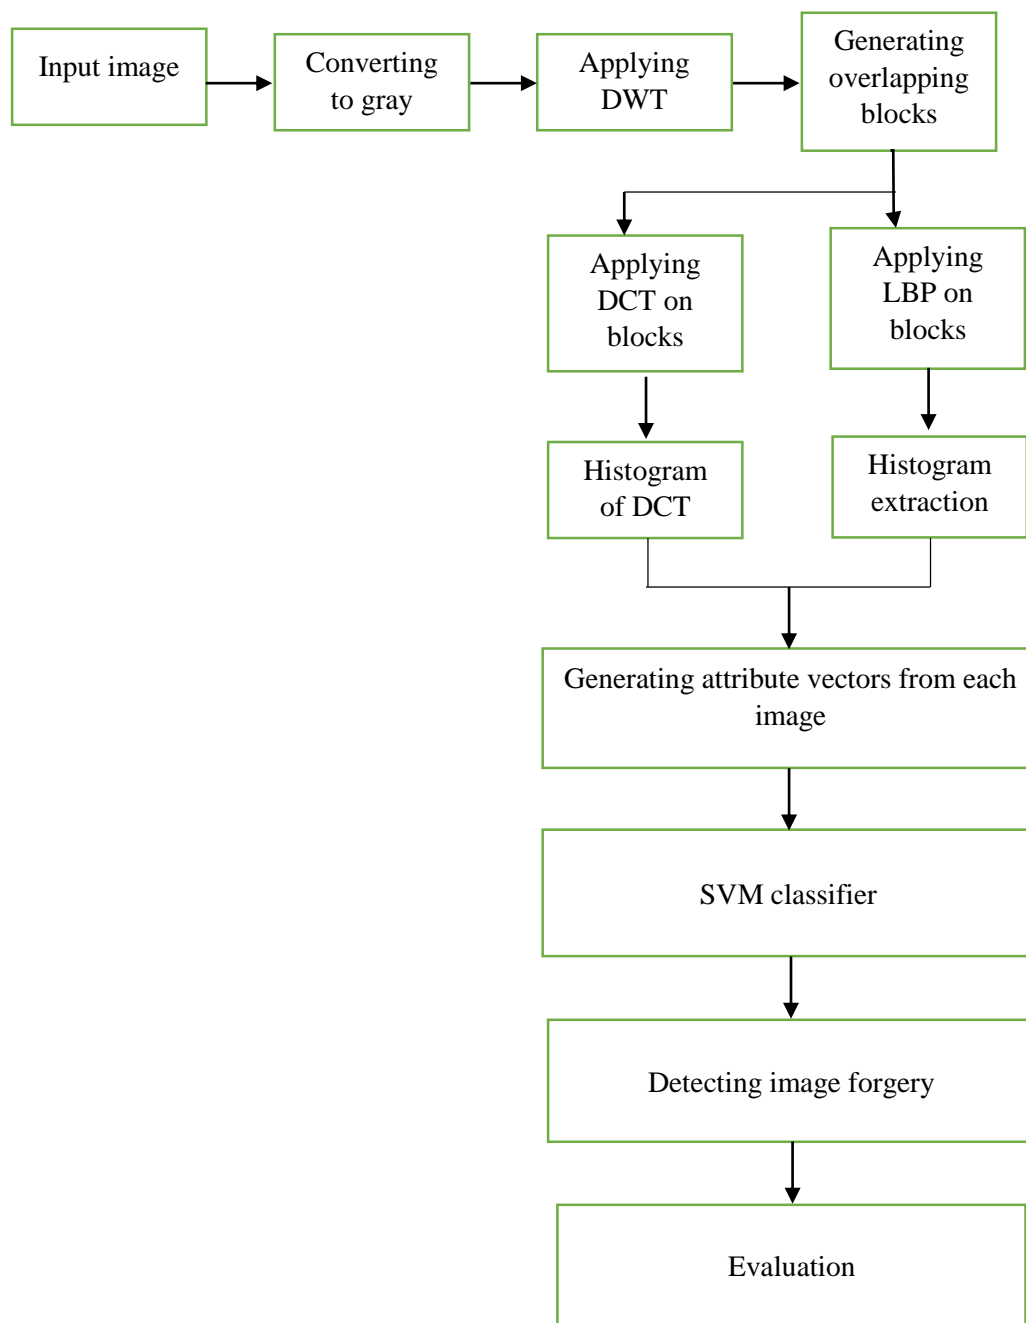 Input image
Converting
to gray
Applying
DWT
Generating
overlapping
blocks
Applying
DCT on
blocks
Applying
LBP on
blocks
Histogram
of DCT
Histogram
extraction
Generating attribute vectors from each
image
SVM classifier
Detecting image forgery
Evaluation